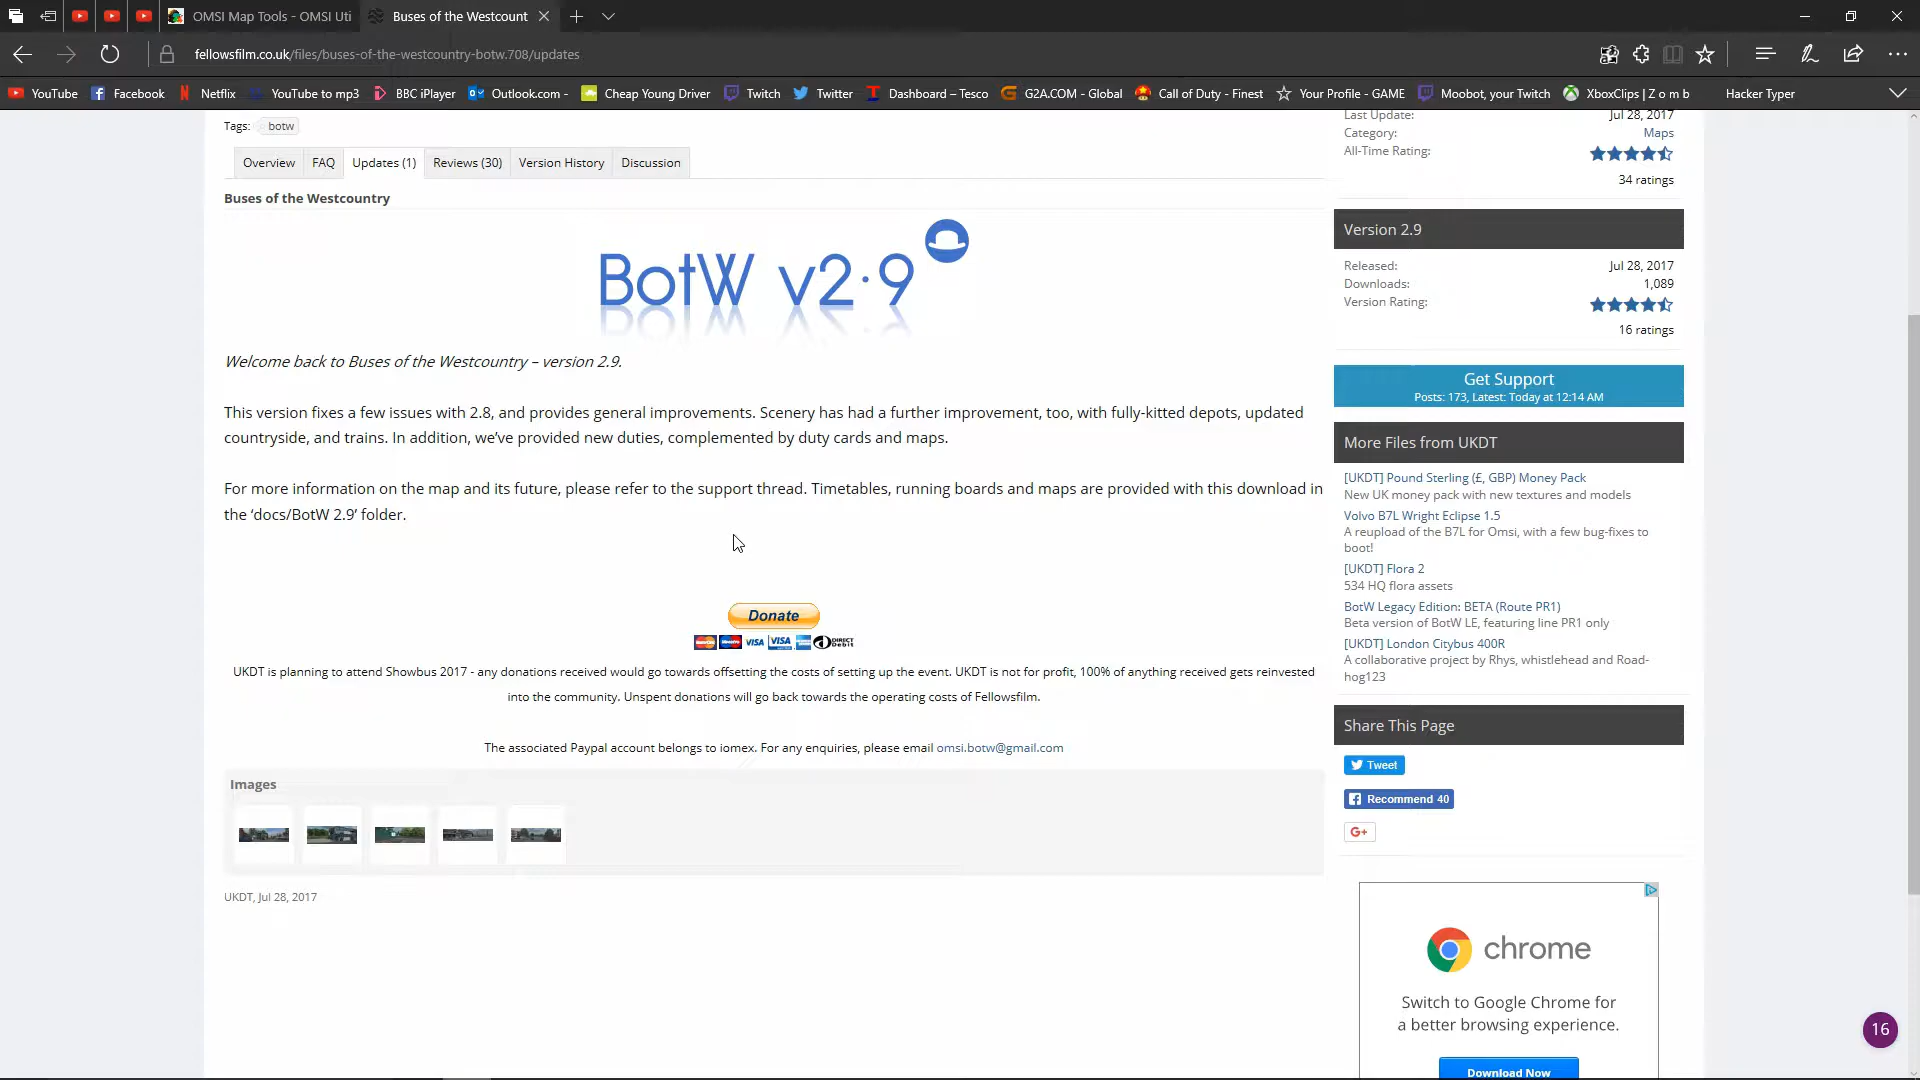 OMSI Map Tools - OMSI Uti
Buses of the Westcount
fellowsfilm.co.uk/files/buses-of-the-westcountry-botw.708/updates
YouTube
Facebook
Netflix
YouTube to mp3
BBC iPlayer
Outlook.com -
Cheap Young Driver
Twitch
Twitter
Dashboard – Tesco
G2A.COM - Global
Call of Duty - Finest
Your Profile - GAME
Moobot, your Twitch
XboxClips | Z o m b
Hacker Typer
Tags: botw
Overview
FAQ
Updates (1)
Reviews (30)
Version History
Discussion
Buses of the Westcountry
BotW v2·9
Welcome back to Buses of the Westcountry – version 2.9.
This version fixes a few issues with 2.8, and provides general improvements. Scenery has had a further improvement, too, with fully-kitted depots, updated
countryside, and trains. In addition, we’ve provided new duties, complemented by duty cards and maps.
For more information on the map and its future, please refer to the support thread. Timetables, running boards and maps are provided with this download in
the ‘docs/BotW 2.9’ folder.
Donate
VISA
VISA
DIRECT
Debit
UKDT is planning to attend Showbus 2017 - any donations received would go towards offsetting the costs of setting up the event. UKDT is not for profit, 100% of anything received gets reinvested
into the community. Unspent donations will go back towards the operating costs of Fellowsfilm.
The associated Paypal account belongs to iomex. For any enquiries, please email omsi.botw@gmail.com
Images
UKDT, Jul 28, 2017
Last Update: Jul 28, 2017
Category: Maps
All-Time Rating:
34 ratings
Version 2.9
Released: Jul 28, 2017
Downloads: 1,089
Version Rating:
16 ratings
Get Support
Posts: 173, Latest: Today at 12:14 AM
More Files from UKDT
[UKDT] Pound Sterling (£, GBP) Money Pack
New UK money pack with new textures and models
Volvo B7L Wright Eclipse 1.5
A reupload of the B7L for Omsi, with a few bug-fixes to
boot!
[UKDT] Flora 2
534 HQ flora assets
BotW Legacy Edition: BETA (Route PR1)
Beta version of BotW LE, featuring line PR1 only
[UKDT] London Citybus 400R
A collaborative project by Rhys, whistlehead and Road-
hog123
Share This Page
Tweet
Recommend 40
G+
chrome
Switch to Google Chrome for
a better browsing experience.
Download Now
16